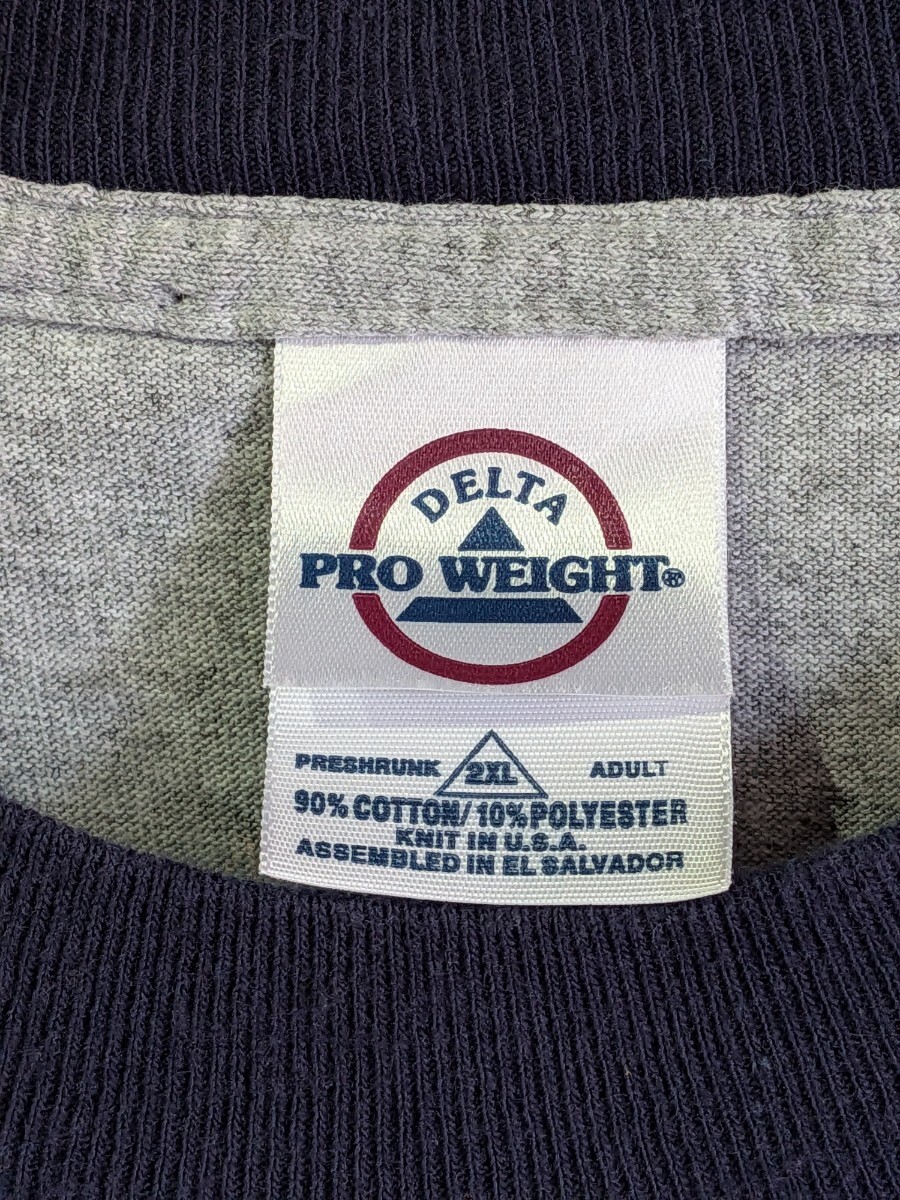 DELTA
PRO WEIGHT®
PRESHRUNK 2XL ADULT
90% COTTON/10% POLYESTER
KNIT IN U.S.A.
ASSEMBLED IN EL SALVADOR